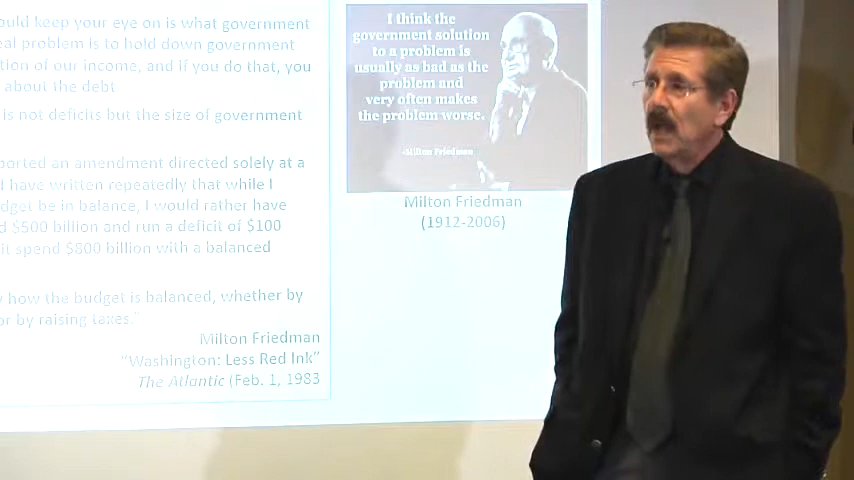 ould keep your eye on is what government
eal problem is to hold down government
tion of our income, and if you do that, you
about the debt
is not deficits but the size of government
ported an amendment directed solely at a
I have written repeatedly that while I
dget be in balance, I would rather have
d $500 billion and run a deficit of $100
it spend $800 billion with a balanced
y how the budget is balanced, whether by
or by raising taxes."
Milton Friedman
"Washington: Less Red Ink"
The Atlantic (Feb. 1, 1983
I think the
government solution
to a problem is
usually as bad as the
problem and
very often makes
the problem worse.
-Milton Friedman
Milton Friedman
(1912-2006)